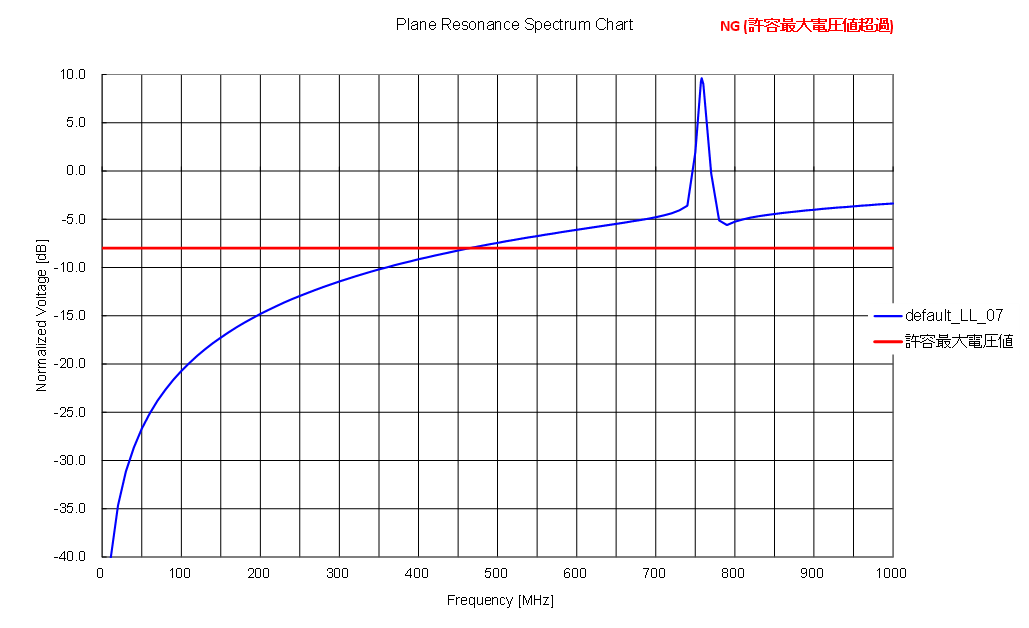 Plane Resonance Spectrum Chart
NG (許容最大電圧値超過)
10.0
5.0
0.0
-5.0
-10.0
-15.0
-20.0
-25.0
-30.0
-35.0
-40.0
Normalized Voltage [dB]
0 100 200 300 400 500 600 700 800 900 1000
Frequency [MHz]
default_LL_07
許容最大電圧値